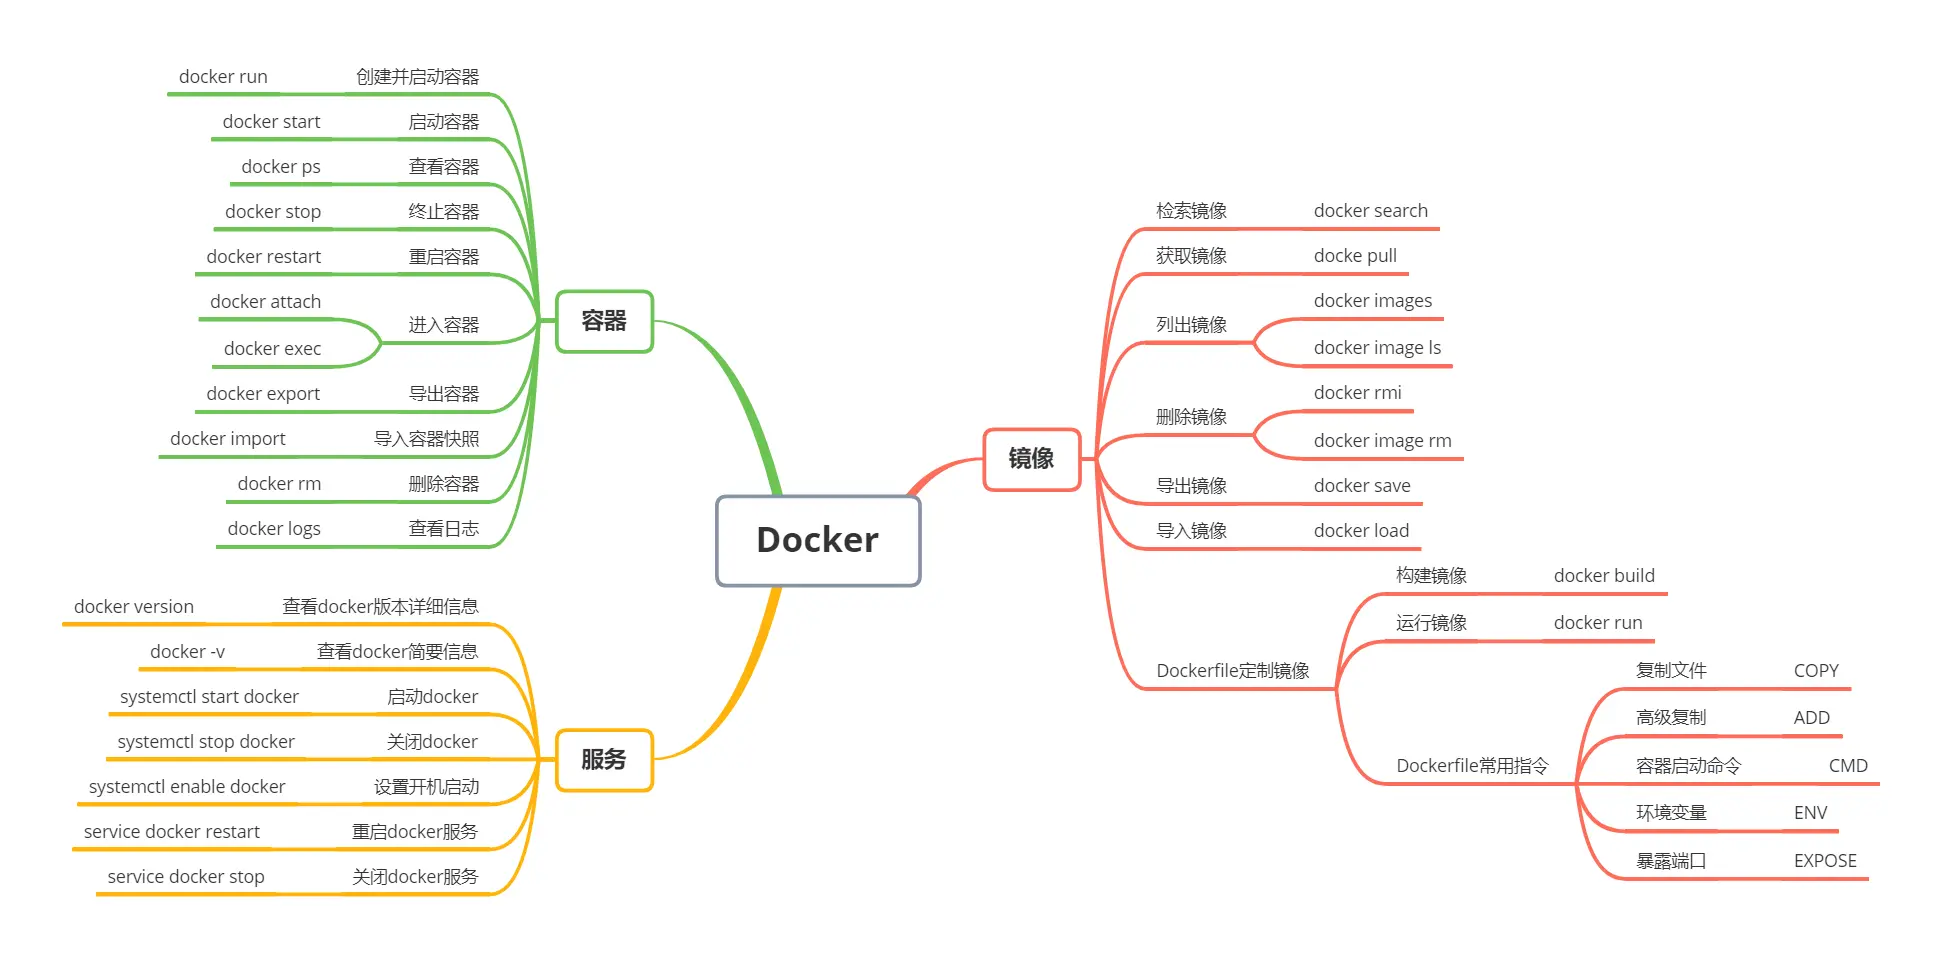 Docker
容器
创建并启动容器
docker run
启动容器
docker start
查看容器
docker ps
终止容器
docker stop
重启容器
docker restart
进入容器
docker attach
docker exec
导出容器
docker export
导入容器快照
docker import
删除容器
docker rm
查看日志
docker logs
服务
查看docker版本详细信息
docker version
查看docker简要信息
docker -v
启动docker
systemctl start docker
关闭docker
systemctl stop docker
设置开机启动
systemctl enable docker
重启docker服务
service docker restart
关闭docker服务
service docker stop
镜像
检索镜像
docker search
获取镜像
docke pull
列出镜像
docker images
docker image ls
删除镜像
docker rmi
docker image rm
导出镜像
docker save
导入镜像
docker load
Dockerfile定制镜像
构建镜像
docker build
运行镜像
docker run
Dockerfile常用指令
复制文件
COPY
高级复制
ADD
容器启动命令
CMD
环境变量
ENV
暴露端口
EXPOSE